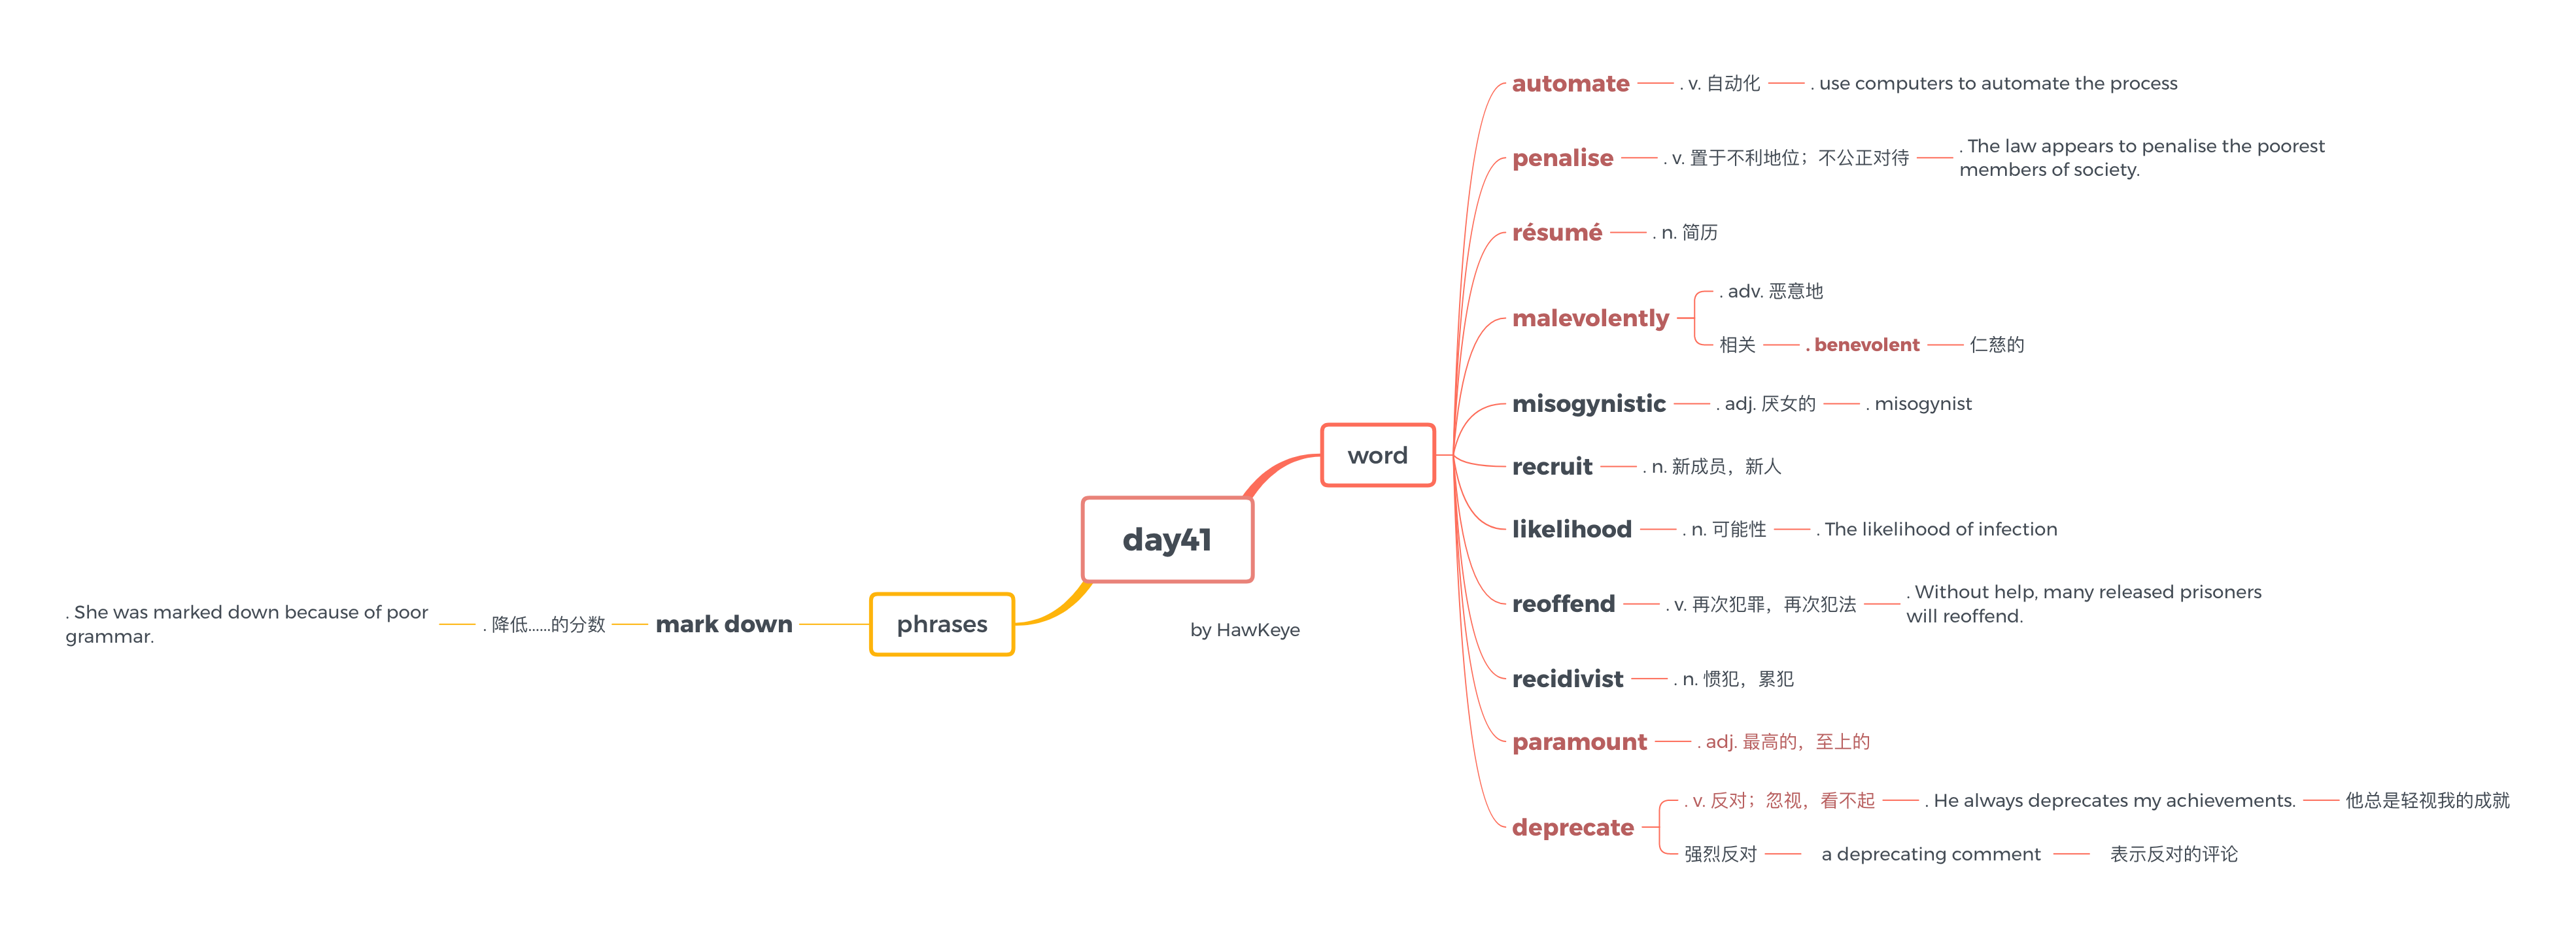 day41
by HawKeye
word
automate
. v. 自动化
. use computers to automate the process
penalise
. v. 置于不利地位；不公正对待
. The law appears to penalise the poorest
members of society.
résumé
. n. 简历
malevolently
. adv. 恶意地
相关
. benevolent
仁慈的
misogynistic
. adj. 厌女的
. misogynist
recruit
. n. 新成员，新人
likelihood
. n. 可能性
. The likelihood of infection
reoffend
. v. 再次犯罪，再次犯法
. Without help, many released prisoners
will reoffend.
recidivist
. n. 惯犯，累犯
paramount
. adj. 最高的，至上的
deprecate
. v. 反对；忽视，看不起
. He always deprecates my achievements.
他总是轻视我的成就
强烈反对
a deprecating comment
表示反对的评论
phrases
mark down
. 降低......的分数
. She was marked down because of poor
grammar.